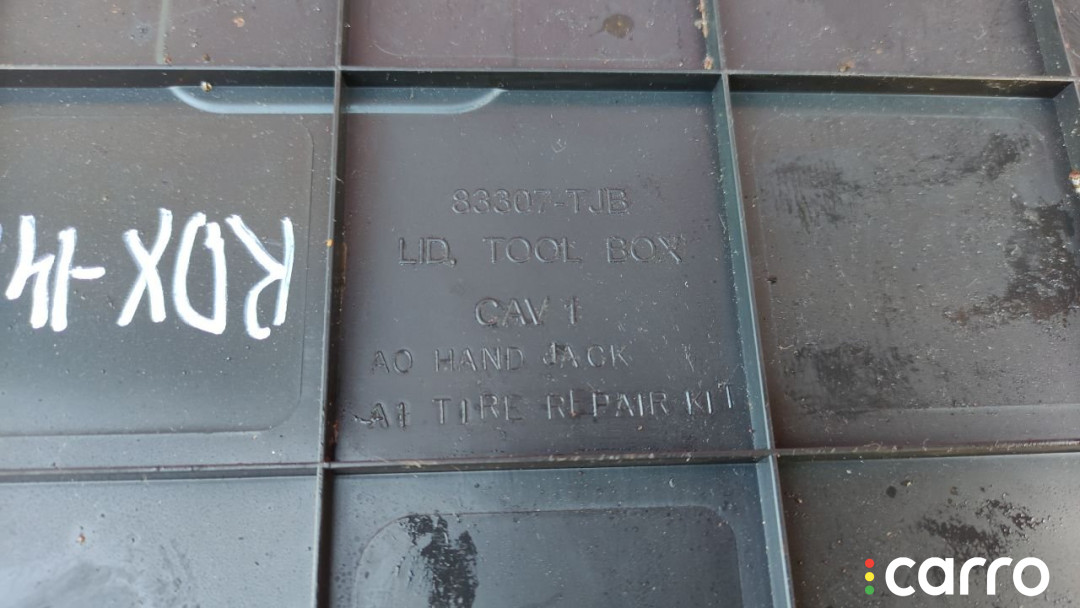 83307-TJB
LID, TOOL BOX
CAV 1
A0 HAND JACK
A1 TIRE REPAIR KIT
RDX-14
carro